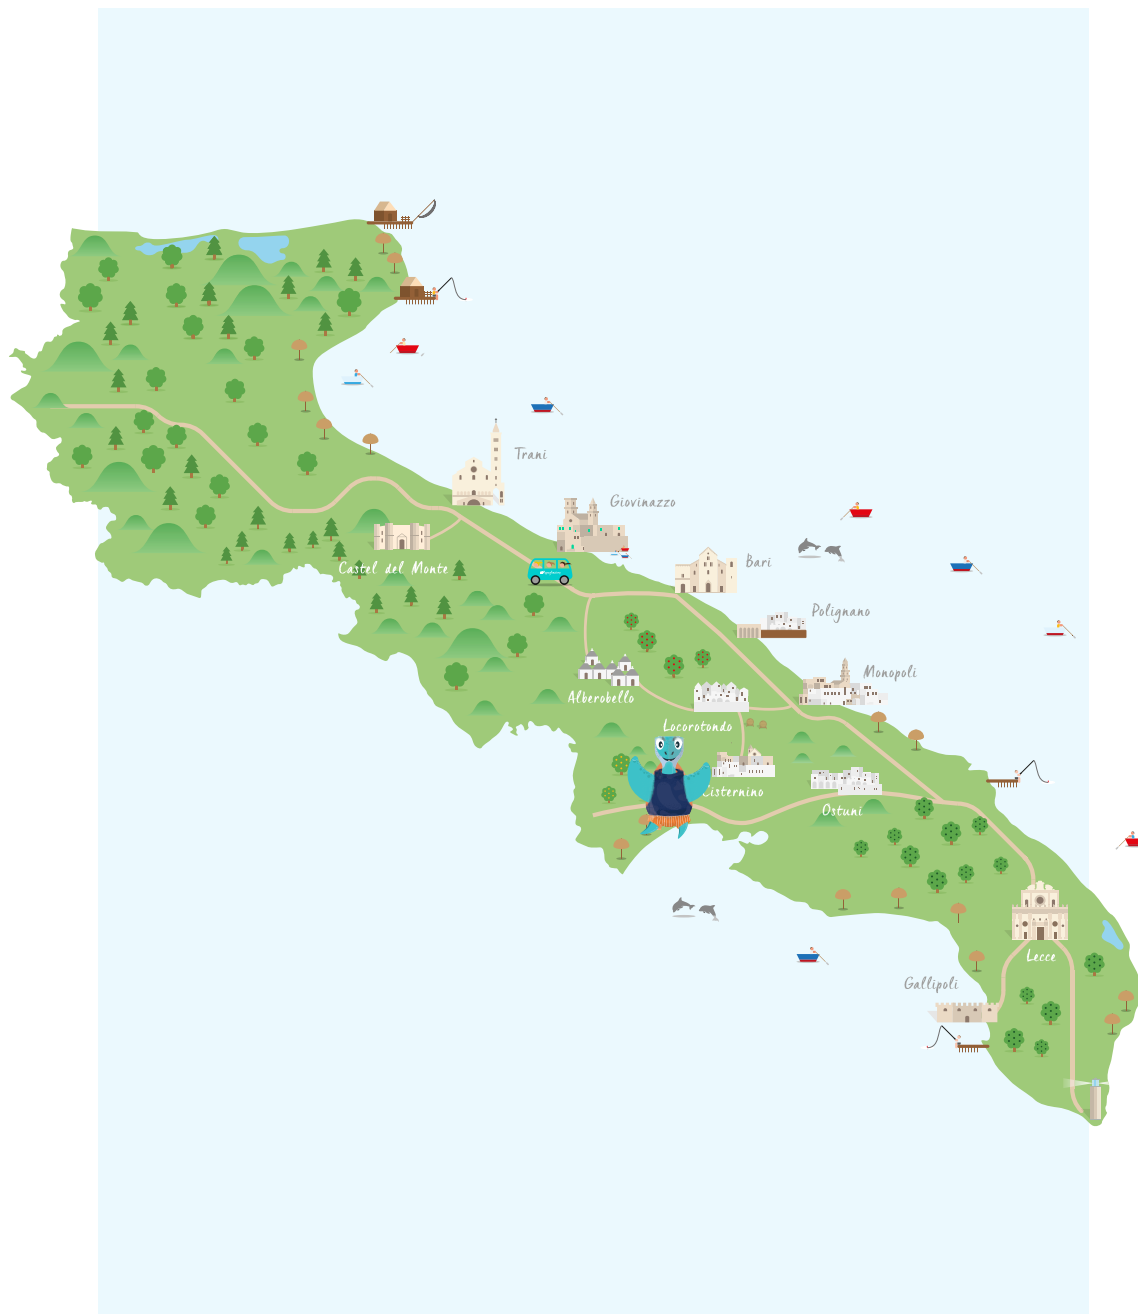 Trani
Giovinazzo
Castel del Monte
Bari
Polignano
Monopoli
Alberobello
Locorotondo
Cisternino
Ostuni
Lecce
Gallipoli